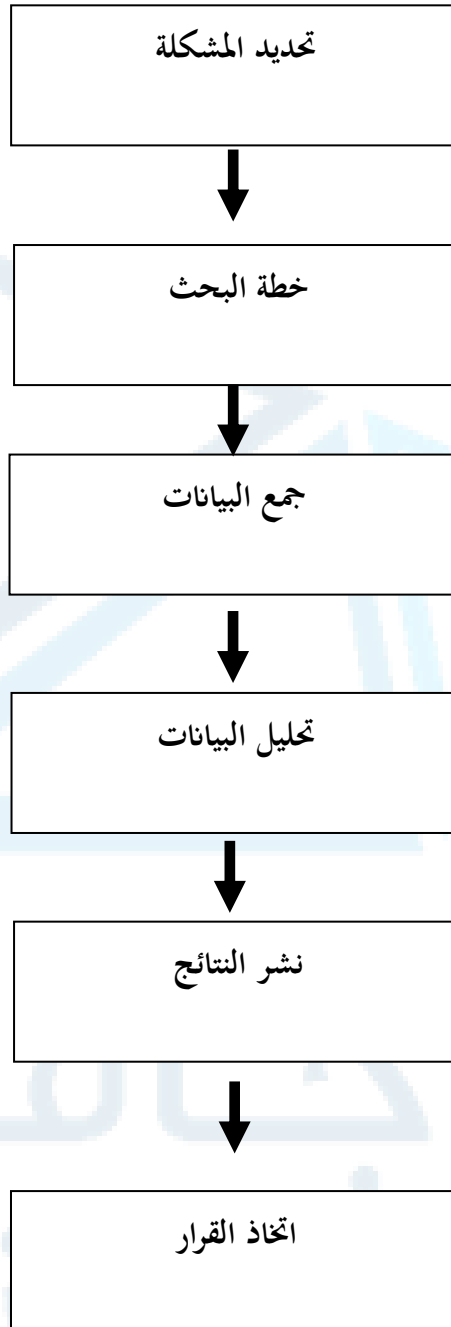 تحديد المشكلة
خطة البحث
جمع البيانات
تحليل البيانات
نشر النتائج
اتخاذ القرار